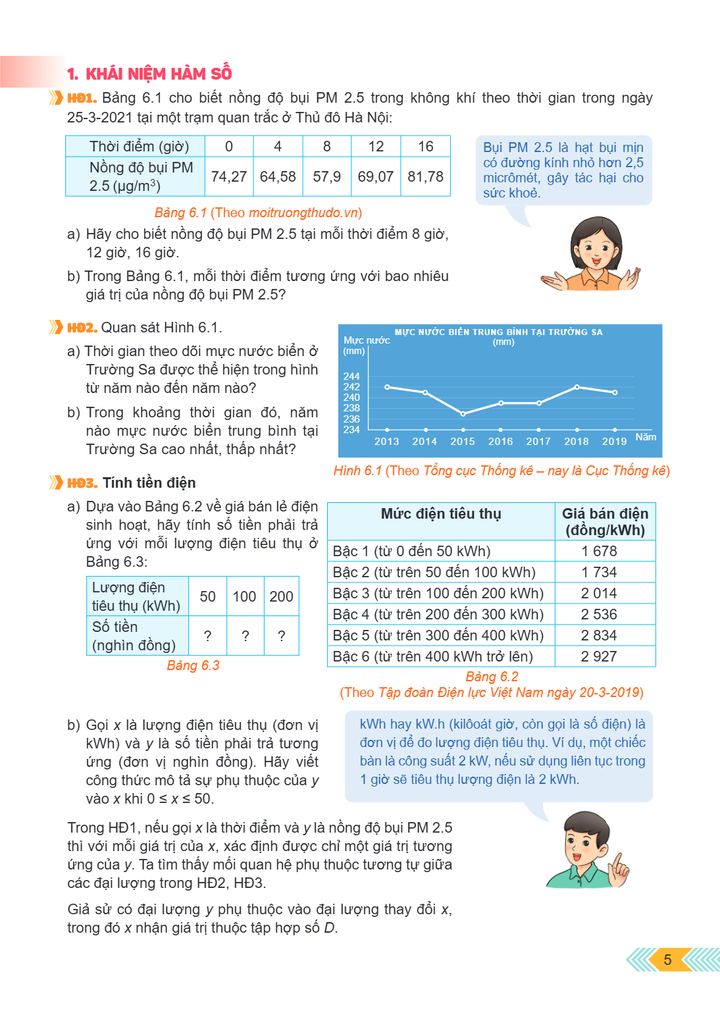 1. KHÁI NIỆM HÀM SỐ
HĐ1. Bảng 6.1 cho biết nồng độ bụi PM 2.5 trong không khí theo thời gian trong ngày
25-3-2021 tại một trạm quan trắc ở Thủ đô Hà Nội:
Thời điểm (giờ) 0 4 8 12 16
Nồng độ bụi PM
2.5 (µg/m³) 74,27 64,58 57,9 69,07 81,78
Bảng 6.1 (Theo moitruongthudo.vn)
Bụi PM 2.5 là hạt bụi mịn
có đường kính nhỏ hơn 2,5
micrômét, gây tác hại cho
sức khoẻ.
a) Hãy cho biết nồng độ bụi PM 2.5 tại mỗi thời điểm 8 giờ,
12 giờ, 16 giờ.
b) Trong Bảng 6.1, mỗi thời điểm tương ứng với bao nhiêu
giá trị của nồng độ bụi PM 2.5?
HĐ2. Quan sát Hình 6.1.
a) Thời gian theo dõi mực nước biển ở
Trường Sa được thể hiện trong hình
từ năm nào đến năm nào?
b) Trong khoảng thời gian đó, năm
nào mực nước biển trung bình tại
Trường Sa cao nhất, thấp nhất?
MỰC NƯỚC BIỂN TRUNG BÌNH TẠI TRƯỜNG SA
(mm)
Mực nước
(mm)
244
242
240
238
236
234
2013 2014 2015 2016 2017 2018 2019 Năm
Hình 6.1 (Theo Tổng cục Thống kê – nay là Cục Thống kê)
HĐ3. Tính tiền điện
a) Dựa vào Bảng 6.2 về giá bán lẻ điện
sinh hoạt, hãy tính số tiền phải trả
ứng với mỗi lượng điện tiêu thụ ở
Bảng 6.3:
Lượng điện
tiêu thụ (kWh) 50 100 200
Số tiền
(nghìn đồng) ? ? ?
Bảng 6.3
Mức điện tiêu thụ Giá bán điện
(đồng/kWh)
Bậc 1 (từ 0 đến 50 kWh) 1 678
Bậc 2 (từ trên 50 đến 100 kWh) 1 734
Bậc 3 (từ trên 100 đến 200 kWh) 2 014
Bậc 4 (từ trên 200 đến 300 kWh) 2 536
Bậc 5 (từ trên 300 đến 400 kWh) 2 834
Bậc 6 (từ trên 400 kWh trở lên) 2 927
Bảng 6.2
(Theo Tập đoàn Điện lực Việt Nam ngày 20-3-2019)
b) Gọi x là lượng điện tiêu thụ (đơn vị
kWh) và y là số tiền phải trả tương
ứng (đơn vị nghìn đồng). Hãy viết
công thức mô tả sự phụ thuộc của y
vào x khi 0 ≤ x ≤ 50.
kWh hay kW.h (kilôoát giờ, còn gọi là số điện) là
đơn vị để đo lượng điện tiêu thụ. Ví dụ, một chiếc
bàn là công suất 2 kW, nếu sử dụng liên tục trong
1 giờ sẽ tiêu thụ lượng điện là 2 kWh.
Trong HĐ1, nếu gọi x là thời điểm và y là nồng độ bụi PM 2.5
thì với mỗi giá trị của x, xác định được chỉ một giá trị tương
ứng của y. Ta tìm thấy mối quan hệ phụ thuộc tương tự giữa
các đại lượng trong HĐ2, HĐ3.
Giả sử có đại lượng y phụ thuộc vào đại lượng thay đổi x,
trong đó x nhận giá trị thuộc tập hợp số D.
5